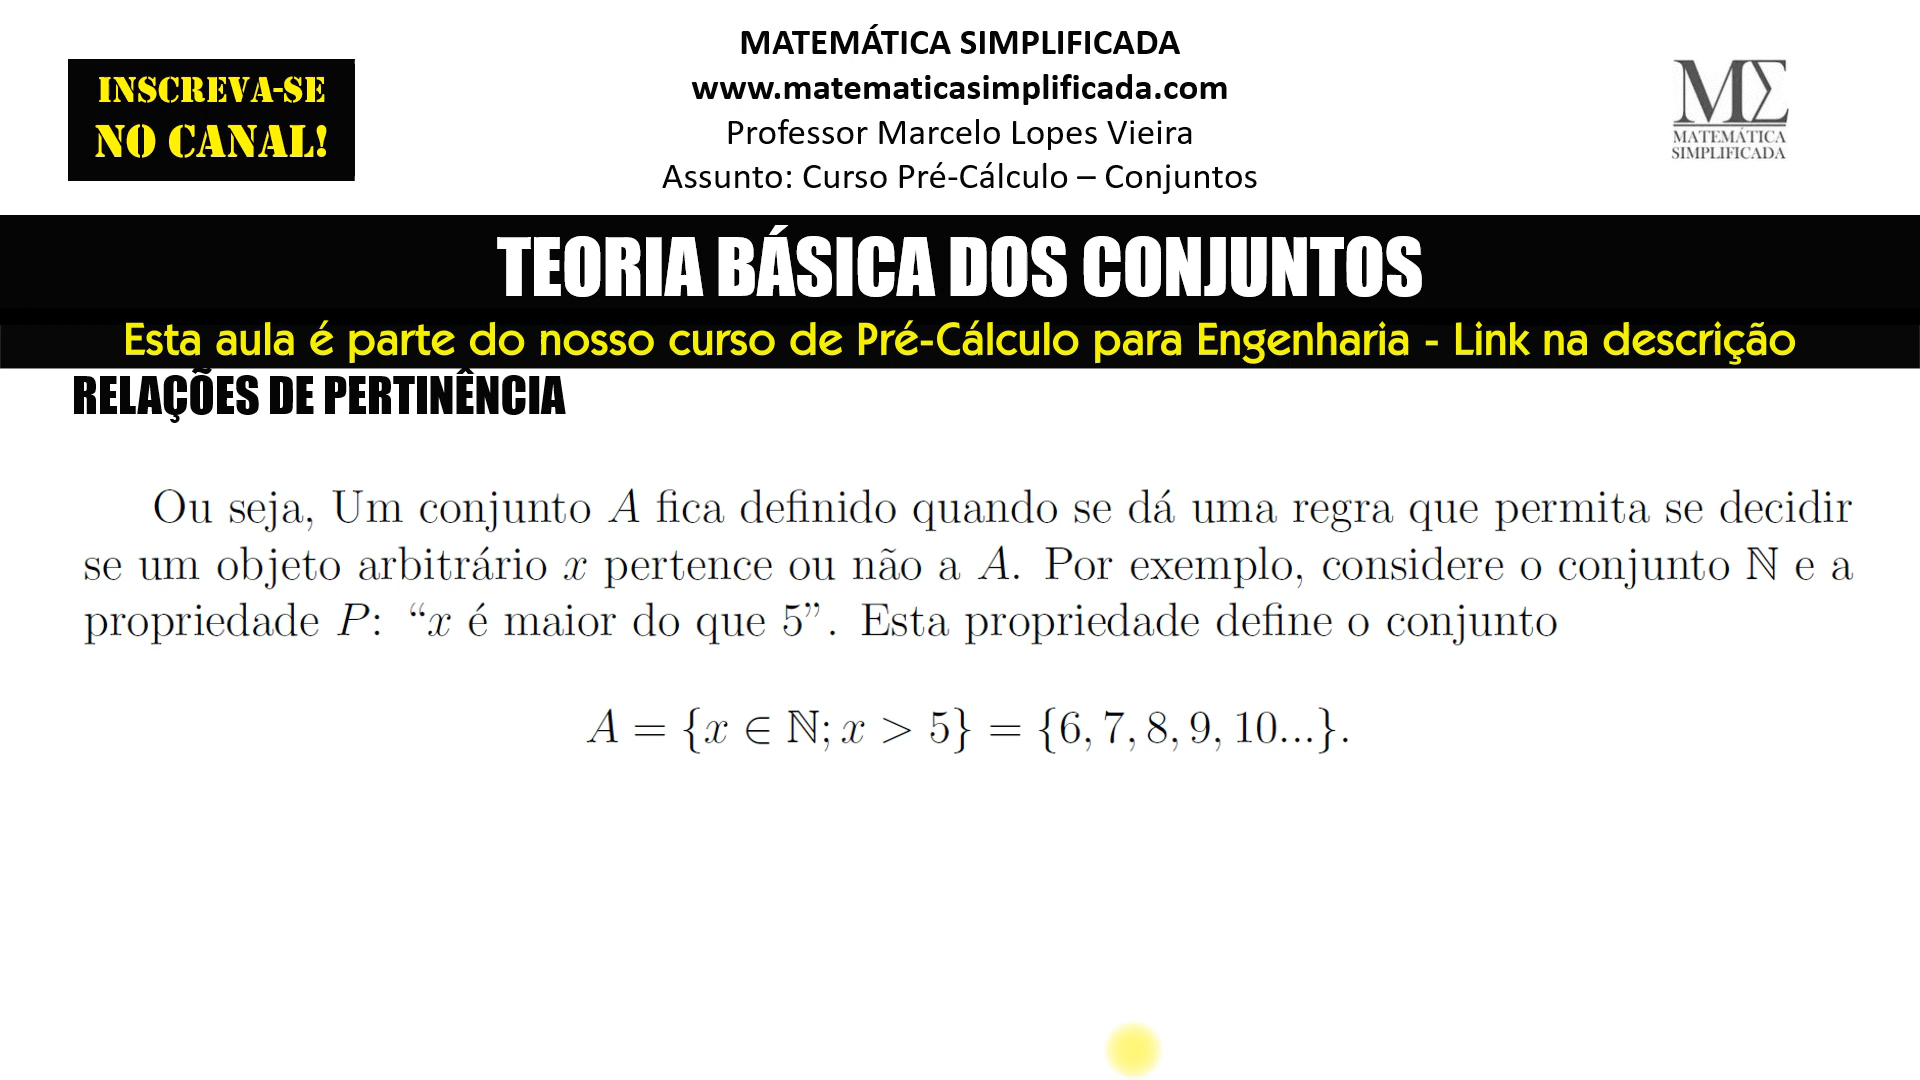 INSCREVA-SE
NO CANAL!
MATEMÁTICA SIMPLIFICADA
www.matematicasimplificada.com
Professor Marcelo Lopes Vieira
Assunto: Curso Pré-Cálculo – Conjuntos
MΣ
MATEMÁTICA
SIMPLIFICADA
TEORIA BÁSICA DOS CONJUNTOS
Esta aula é parte do nosso curso de Pré-Cálculo para Engenharia - Link na descrição
RELAÇÕES DE PERTINÊNCIA
Ou seja, Um conjunto A fica definido quando se dá uma regra que permita se decidir
se um objeto arbitrário x pertence ou não a A. Por exemplo, considere o conjunto ℕ e a
propriedade P: “x é maior do que 5”. Esta propriedade define o conjunto
A = {x ∈ ℕ; x > 5} = {6, 7, 8, 9, 10...}.